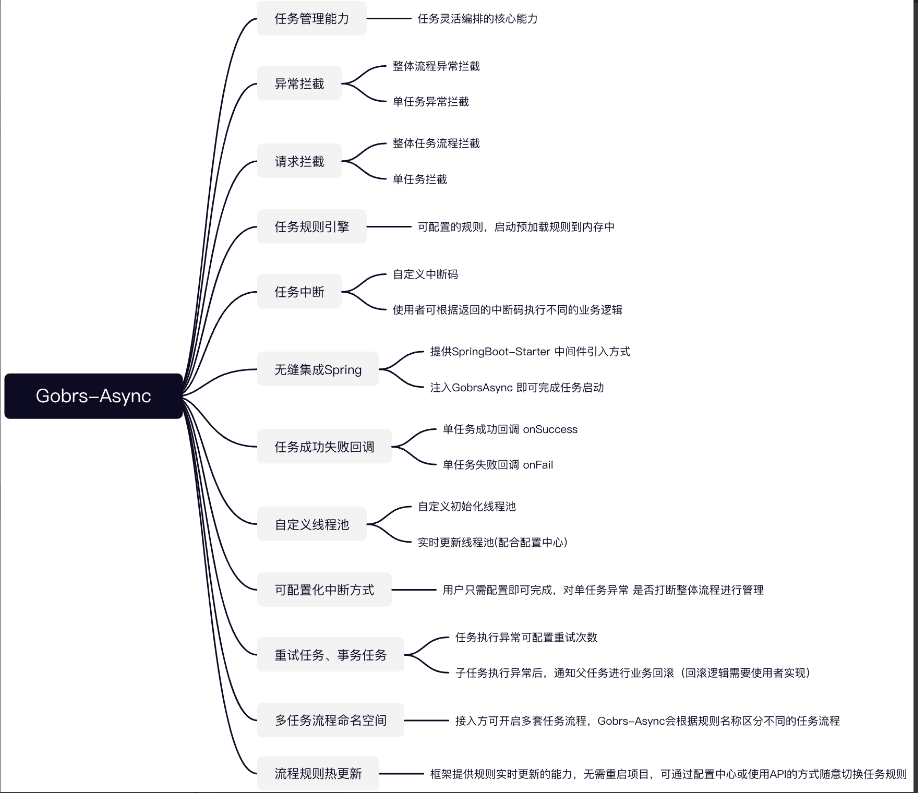 Gobrs-Async
任务管理能力
任务灵活编排的核心能力
异常拦截
整体流程异常拦截
单任务异常拦截
请求拦截
整体任务流程拦截
单任务拦截
任务规则引擎
可配置的规则，启动预加载规则到内存中
任务中断
自定义中断码
使用者可根据返回的中断码执行不同的业务逻辑
无缝集成Spring
提供SpringBoot-Starter 中间件引入方式
注入GobrsAsync 即可完成任务启动
任务成功失败回调
单任务成功回调 onSuccess
单任务失败回调 onFail
自定义线程池
自定义初始化线程池
实时更新线程池(配合配置中心)
可配置化中断方式
用户只需配置即可完成，对单任务异常 是否打断整体流程进行管理
重试任务、事务任务
任务执行异常可配置重试次数
子任务执行异常后，通知父任务进行业务回滚（回滚逻辑需要使用者实现）
多任务流程命名空间
接入方可开启多套任务流程，Gobrs-Async会根据规则名称区分不同的任务流程
流程规则热更新
框架提供规则实时更新的能力，无需重启项目，可通过配置中心或使用API的方式随意切换任务规则